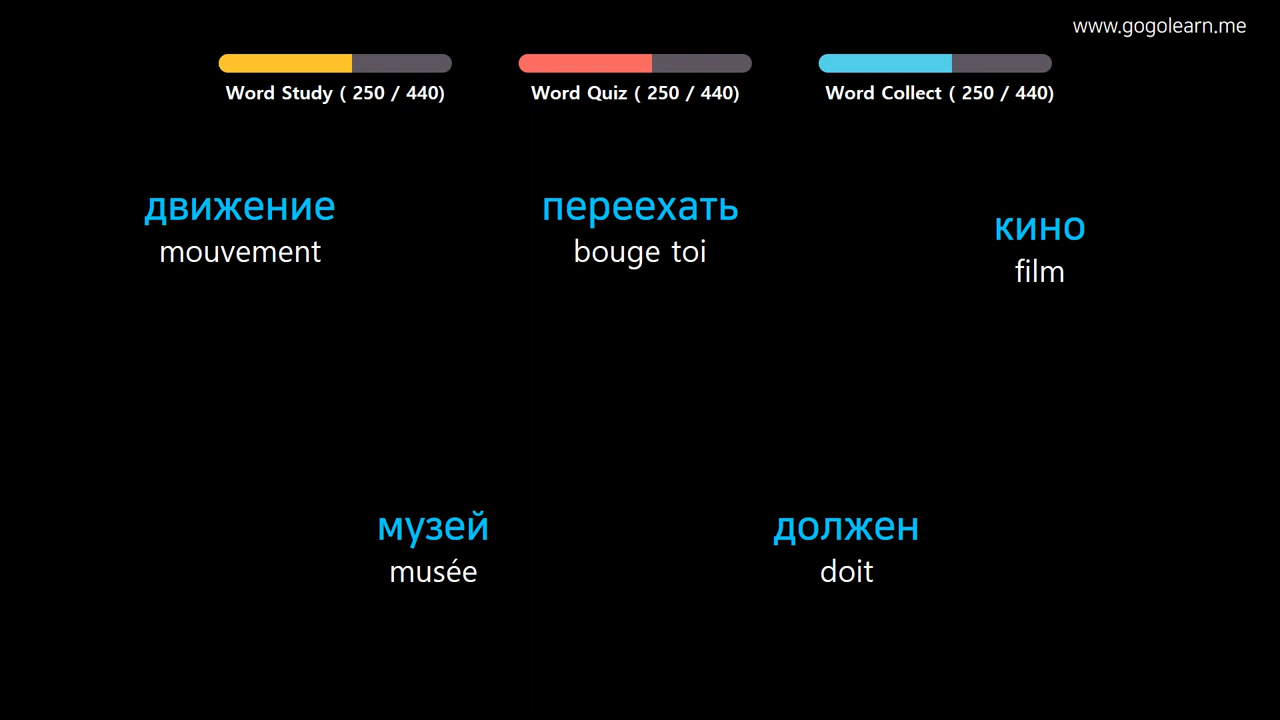 www.gogolearn.me
Word Study ( 250 / 440)
Word Quiz ( 250 / 440)
Word Collect ( 250 / 440)
движение
mouvement
переехать
bouge toi
кино
film
музей
musée
должен
doit